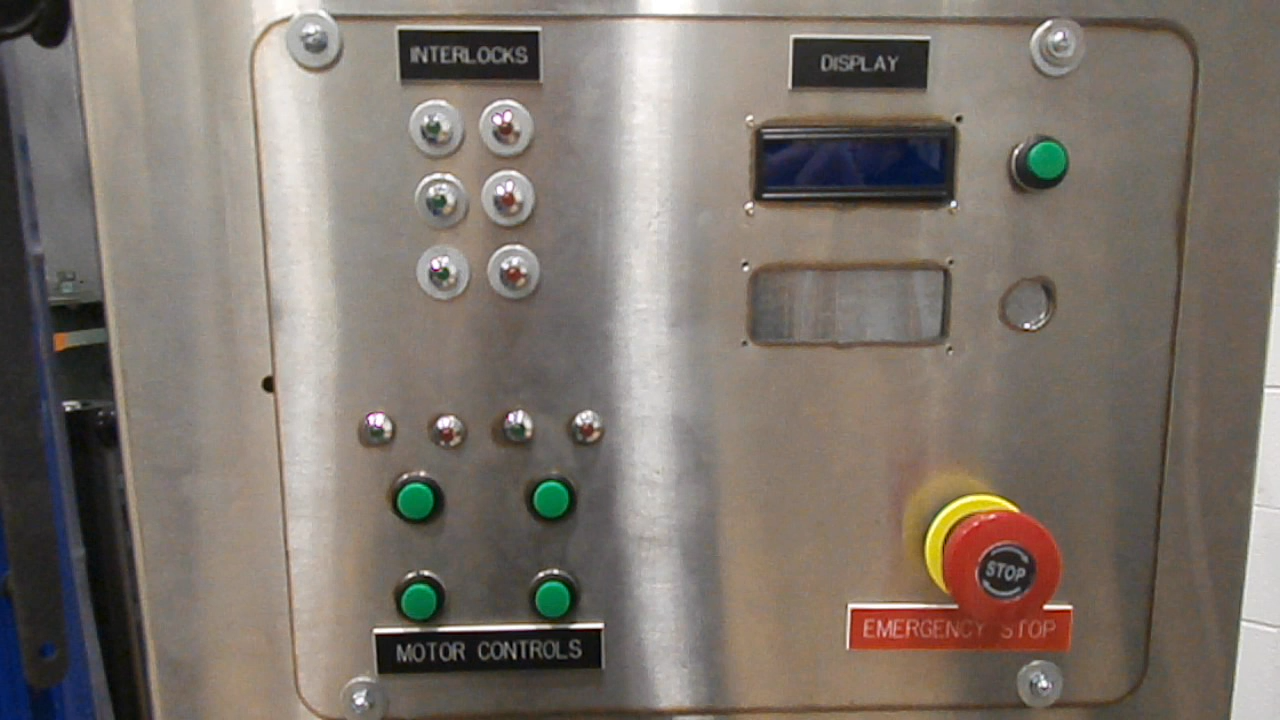 INTERLOCKS
DISPLAY
STOP
EMERGENCY STOP
MOTOR CONTROLS